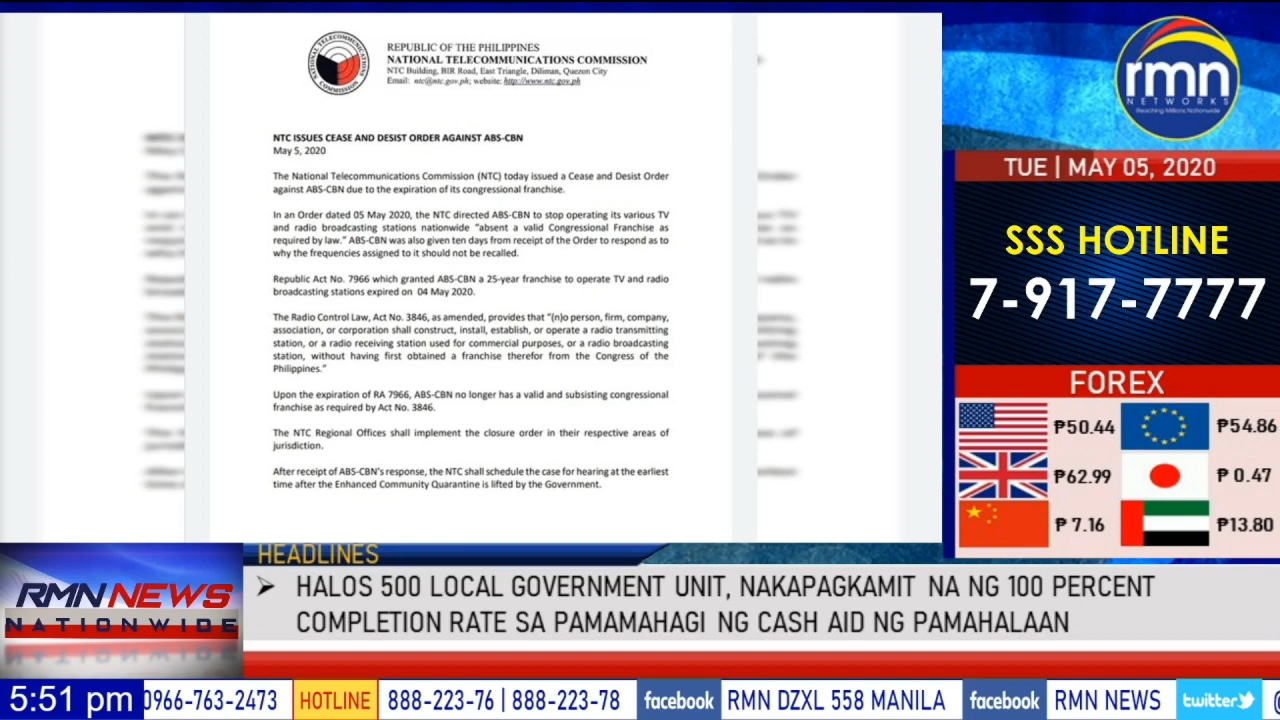 NATIONAL TELECOMMUNICATIONS COMMISSION
REPUBLIC OF THE PHILIPPINES
NATIONAL TELECOMMUNICATIONS COMMISSION
NTC Building, BIR Road, East Triangle, Diliman, Quezon City
Email: ntc@ntc.gov.ph; website: http://www.ntc.gov.ph
NTC ISSUES CEASE AND DESIST ORDER AGAINST ABS-CBN
May 5, 2020
The National Telecommunications Commission (NTC) today issued a Cease and Desist Order
against ABS-CBN due to the expiration of its congressional franchise.
In an Order dated 05 May 2020, the NTC directed ABS-CBN to stop operating its various TV
and radio broadcasting stations nationwide "absent a valid Congressional Franchise as
required by law." ABS-CBN was also given ten days from receipt of the Order to respond as to
why the frequencies assigned to it should not be recalled.
Republic Act No. 7966 which granted ABS-CBN a 25-year franchise to operate TV and radio
broadcasting stations expired on 04 May 2020.
The Radio Control Law, Act No. 3846, as amended, provides that "(n)o person, firm, company,
association, or corporation shall construct, install, establish, or operate a radio transmitting
station, or a radio receiving station used for commercial purposes, or a radio broadcasting
station, without having first obtained a franchise therefor from the Congress of the
Philippines."
Upon the expiration of RA 7966, ABS-CBN no longer has a valid and subsisting congressional
franchise as required by Act No. 3846.
The NTC Regional Offices shall implement the closure order in their respective areas of
jurisdiction.
After receipt of ABS-CBN's response, the NTC shall schedule the case for hearing at the earliest
time after the Enhanced Community Quarantine is lifted by the Government.
rmn
NETWORKS
Reaching Millions Nationwide
TUE | MAY 05, 2020
SSS HOTLINE
7-917-7777
FOREX
₱50.44 ₱54.86
₱62.99 ₱ 0.47
₱ 7.16 ₱13.80
HEADLINES
➢ HALOS 500 LOCAL GOVERNMENT UNIT, NAKAPAGKAMIT NA NG 100 PERCENT
COMPLETION RATE SA PAMAMAHAGI NG CASH AID NG PAMAHALAAN
RMN NEWS
NATIONWIDE
5:51 pm 0966-763-2473 HOTLINE 888-223-76 | 888-223-78 facebook RMN DZXL 558 MANILA facebook RMN NEWS twitter @